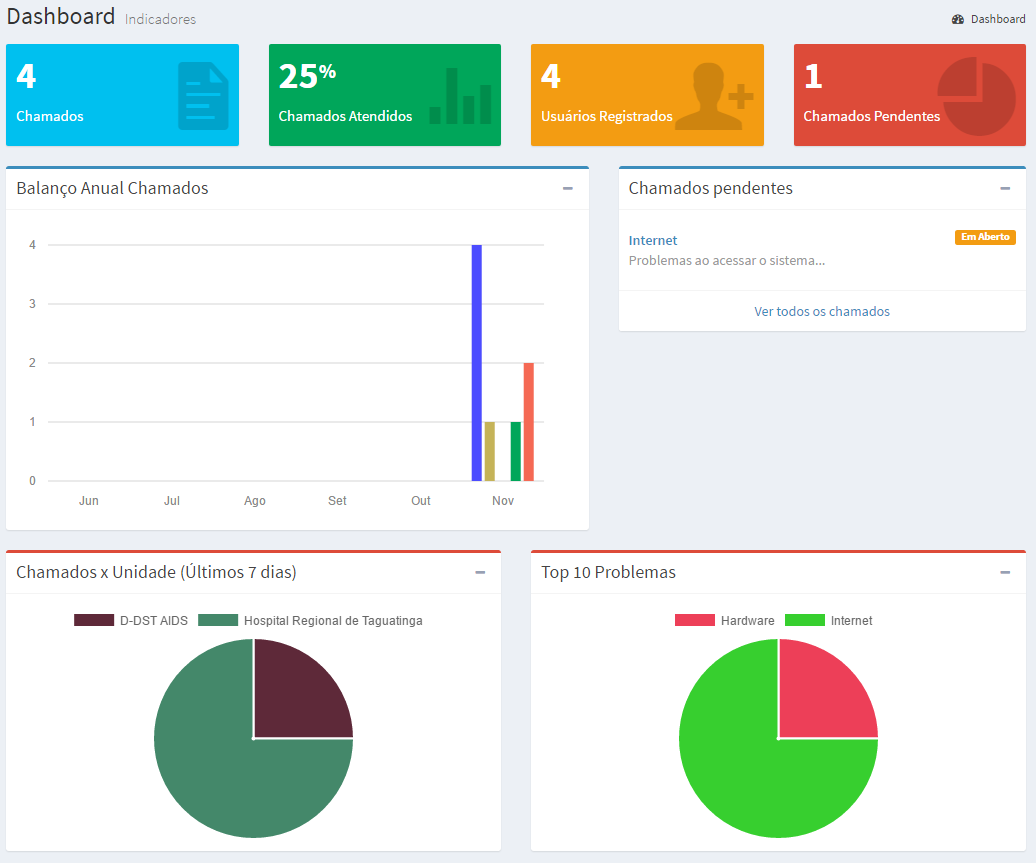 Dashboard Indicadores
Dashboard
4
Chamados
25%
Chamados Atendidos
4
Usuários Registrados
1
Chamados Pendentes
Balanço Anual Chamados
4
3
2
1
0
Jun Jul Ago Set Out Nov
Chamados pendentes
Internet
Em Aberto
Problemas ao acessar o sistema...
Ver todos os chamados
Chamados x Unidade (Últimos 7 dias)
D-DST AIDS Hospital Regional de Taguatinga
Top 10 Problemas
Hardware Internet